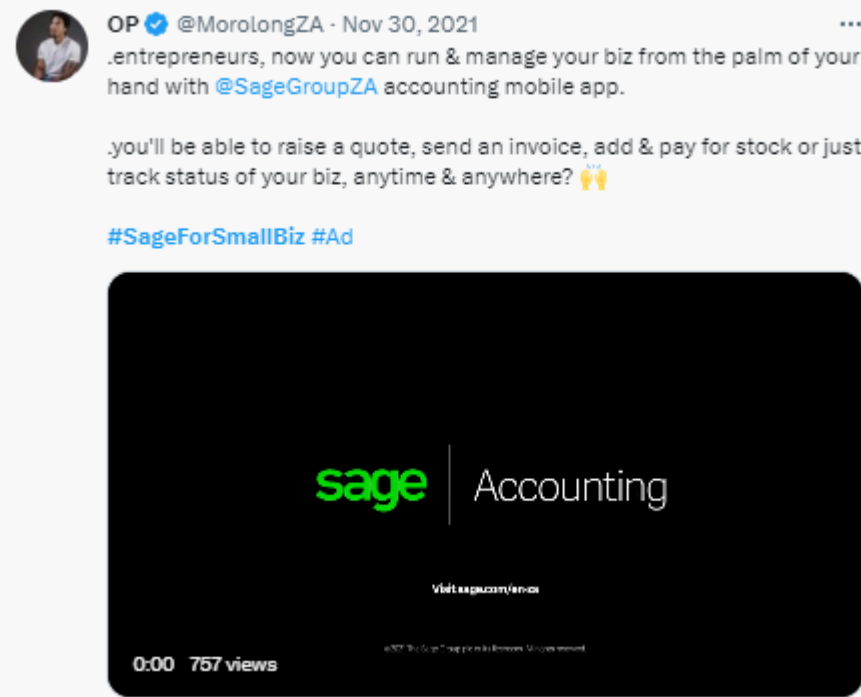 OP @MorolongZA · Nov 30, 2021
.entrepreneurs, now you can run & manage your biz from the palm of your
hand with @SageGroupZA accounting mobile app.
.you'll be able to raise a quote, send an invoice, add & pay for stock or just
track status of your biz, anytime & anywhere? 🙌
#SageForSmallBiz #Ad
sage | Accounting
Visit sage.com/en-za
0:00 757 views